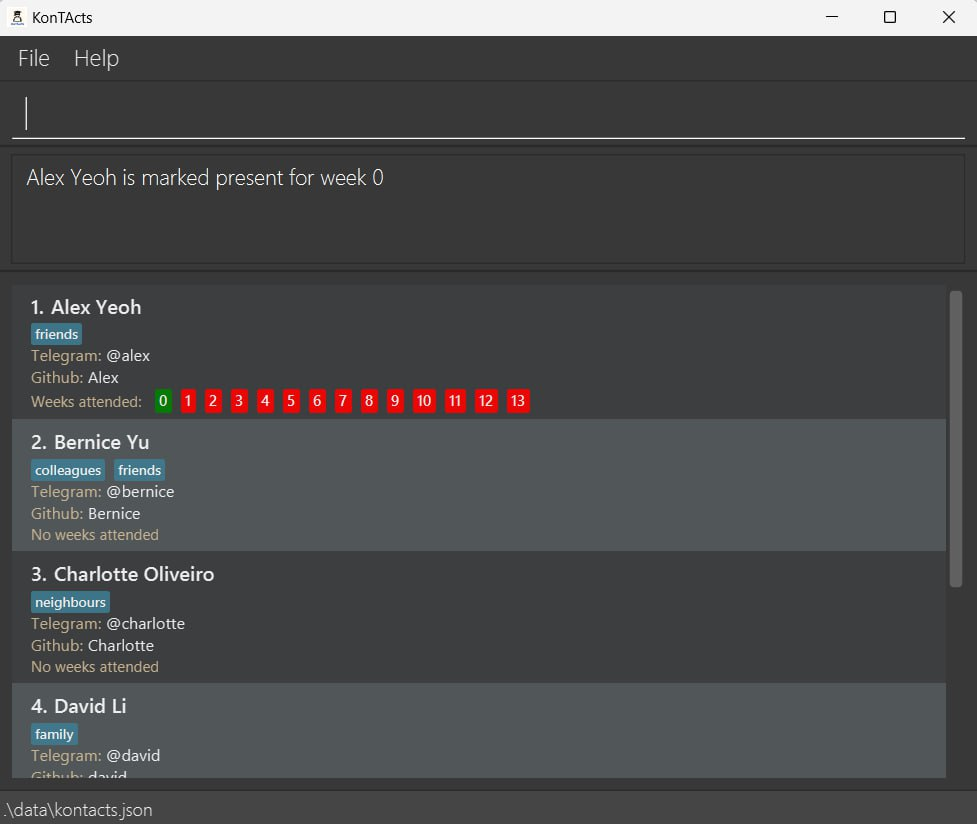 KonTActs
File Help
Alex Yeoh is marked present for week 0
1. Alex Yeoh
friends
Telegram: @alex
Github: Alex
Weeks attended: 0 1 2 3 4 5 6 7 8 9 10 11 12 13
2. Bernice Yu
colleagues friends
Telegram: @bernice
Github: Bernice
No weeks attended
3. Charlotte Oliveiro
neighbours
Telegram: @charlotte
Github: Charlotte
No weeks attended
4. David Li
family
Telegram: @david
Github: david
.\data\kontacts.json